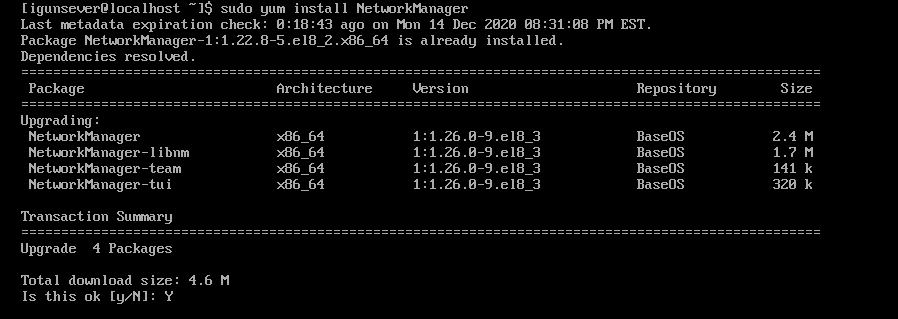 [igunsever@localhost ~]$ sudo yum install NetworkManager
Last metadata expiration check: 0:18:43 ago on Mon 14 Dec 2020 08:31:08 PM EST.
Package NetworkManager-1:1.22.8-5.el8_2.x86_64 is already installed.
Dependencies resolved.
================================================================================
Package Architecture Version Repository Size
================================================================================
Upgrading:
NetworkManager x86_64 1:1.26.0-9.el8_3 BaseOS 2.4 M
NetworkManager-libnm x86_64 1:1.26.0-9.el8_3 BaseOS 1.7 M
NetworkManager-team x86_64 1:1.26.0-9.el8_3 BaseOS 141 k
NetworkManager-tui x86_64 1:1.26.0-9.el8_3 BaseOS 320 k
Transaction Summary
================================================================================
Upgrade 4 Packages
Total download size: 4.6 M
Is this ok [y/N]: Y